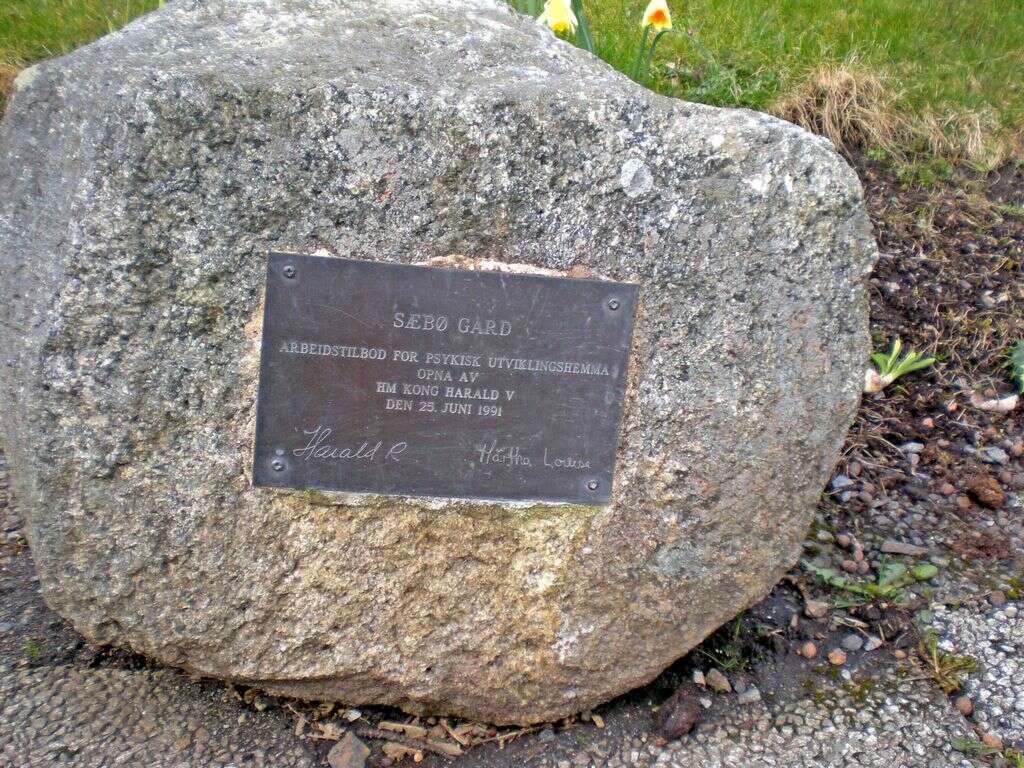 SÆBØ GARD
ARBEIDSTILBOD FOR PSYKISK UTVIKLINGSHEMMA
OPNA AV
HM KONG HARALD V
DEN 25. JUNI 1991
Harald R Märtha Louise